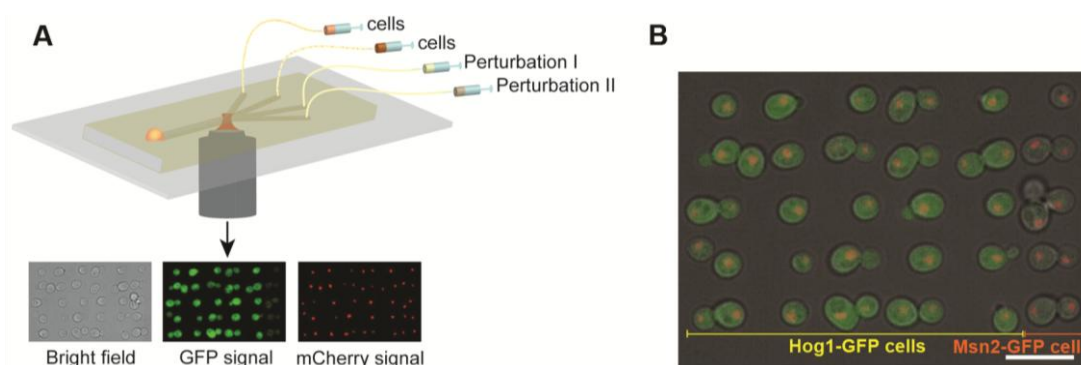 A
cells
cells
Perturbation I
Perturbation II
Bright field
GFP signal
mCherry signal
B
Hog1-GFP cells
Msn2-GFP cell